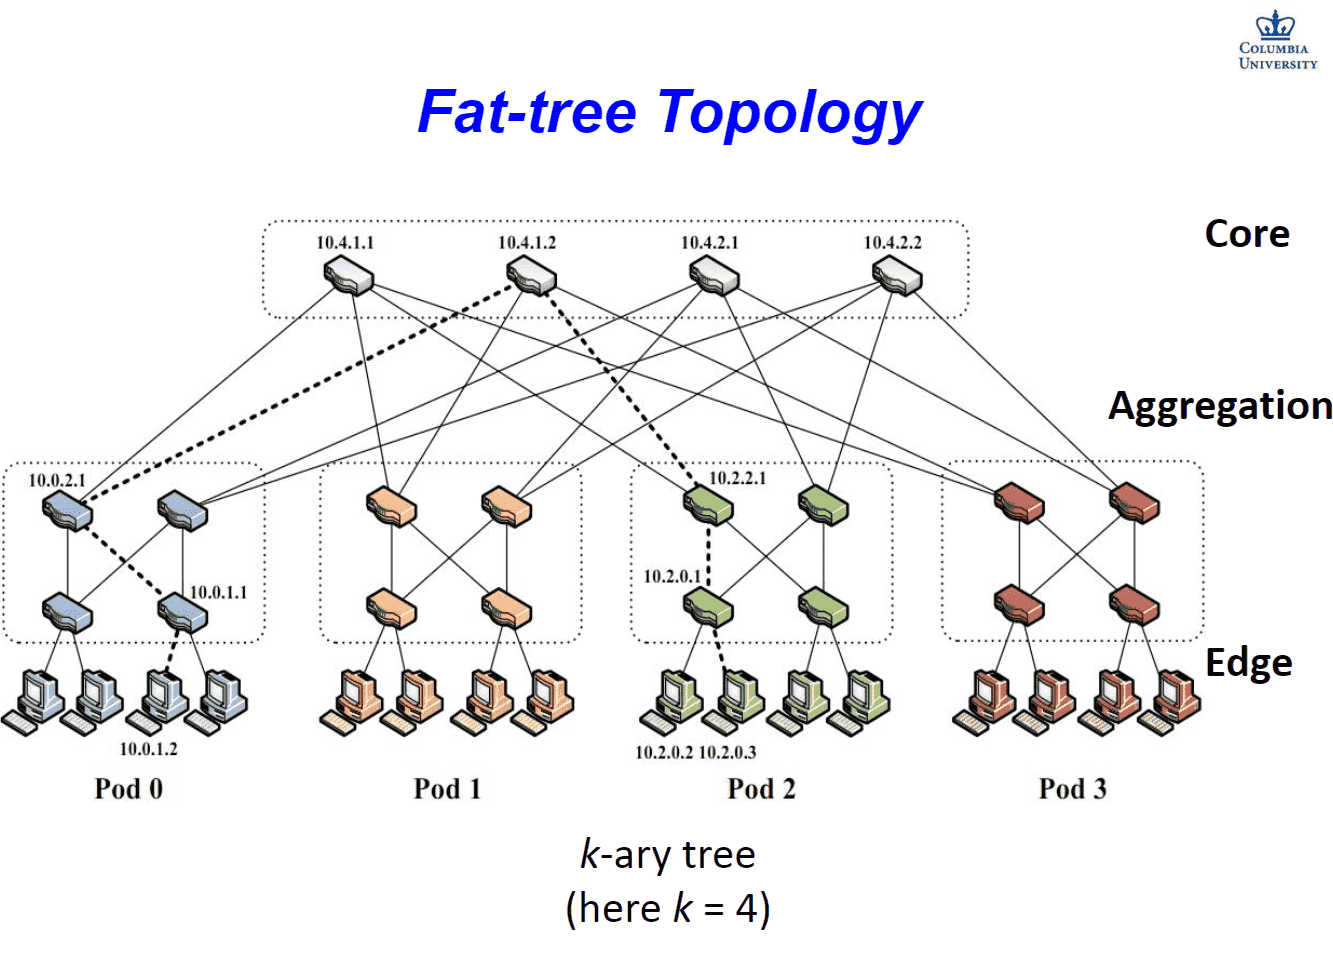 COLUMBIA
UNIVERSITY
Fat-tree Topology
Core
10.4.1.1
10.4.1.2
10.4.2.1
10.4.2.2
Aggregation
10.0.2.1
10.2.2.1
10.0.1.1
10.2.0.1
Edge
10.0.1.2
10.2.0.2 10.2.0.3
Pod 0
Pod 1
Pod 2
Pod 3
k-ary tree
(here k = 4)